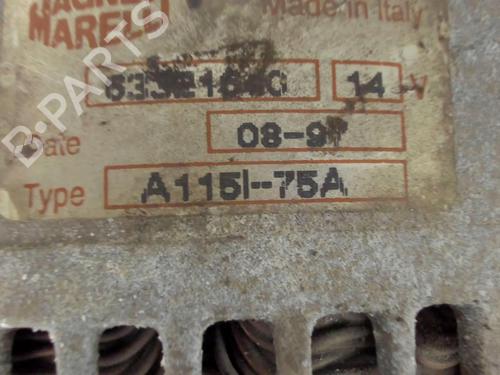 MAGNETI Made in Italy
MARELLI
14 V
Date 08-9
Type A115I-75A
B-PARTS